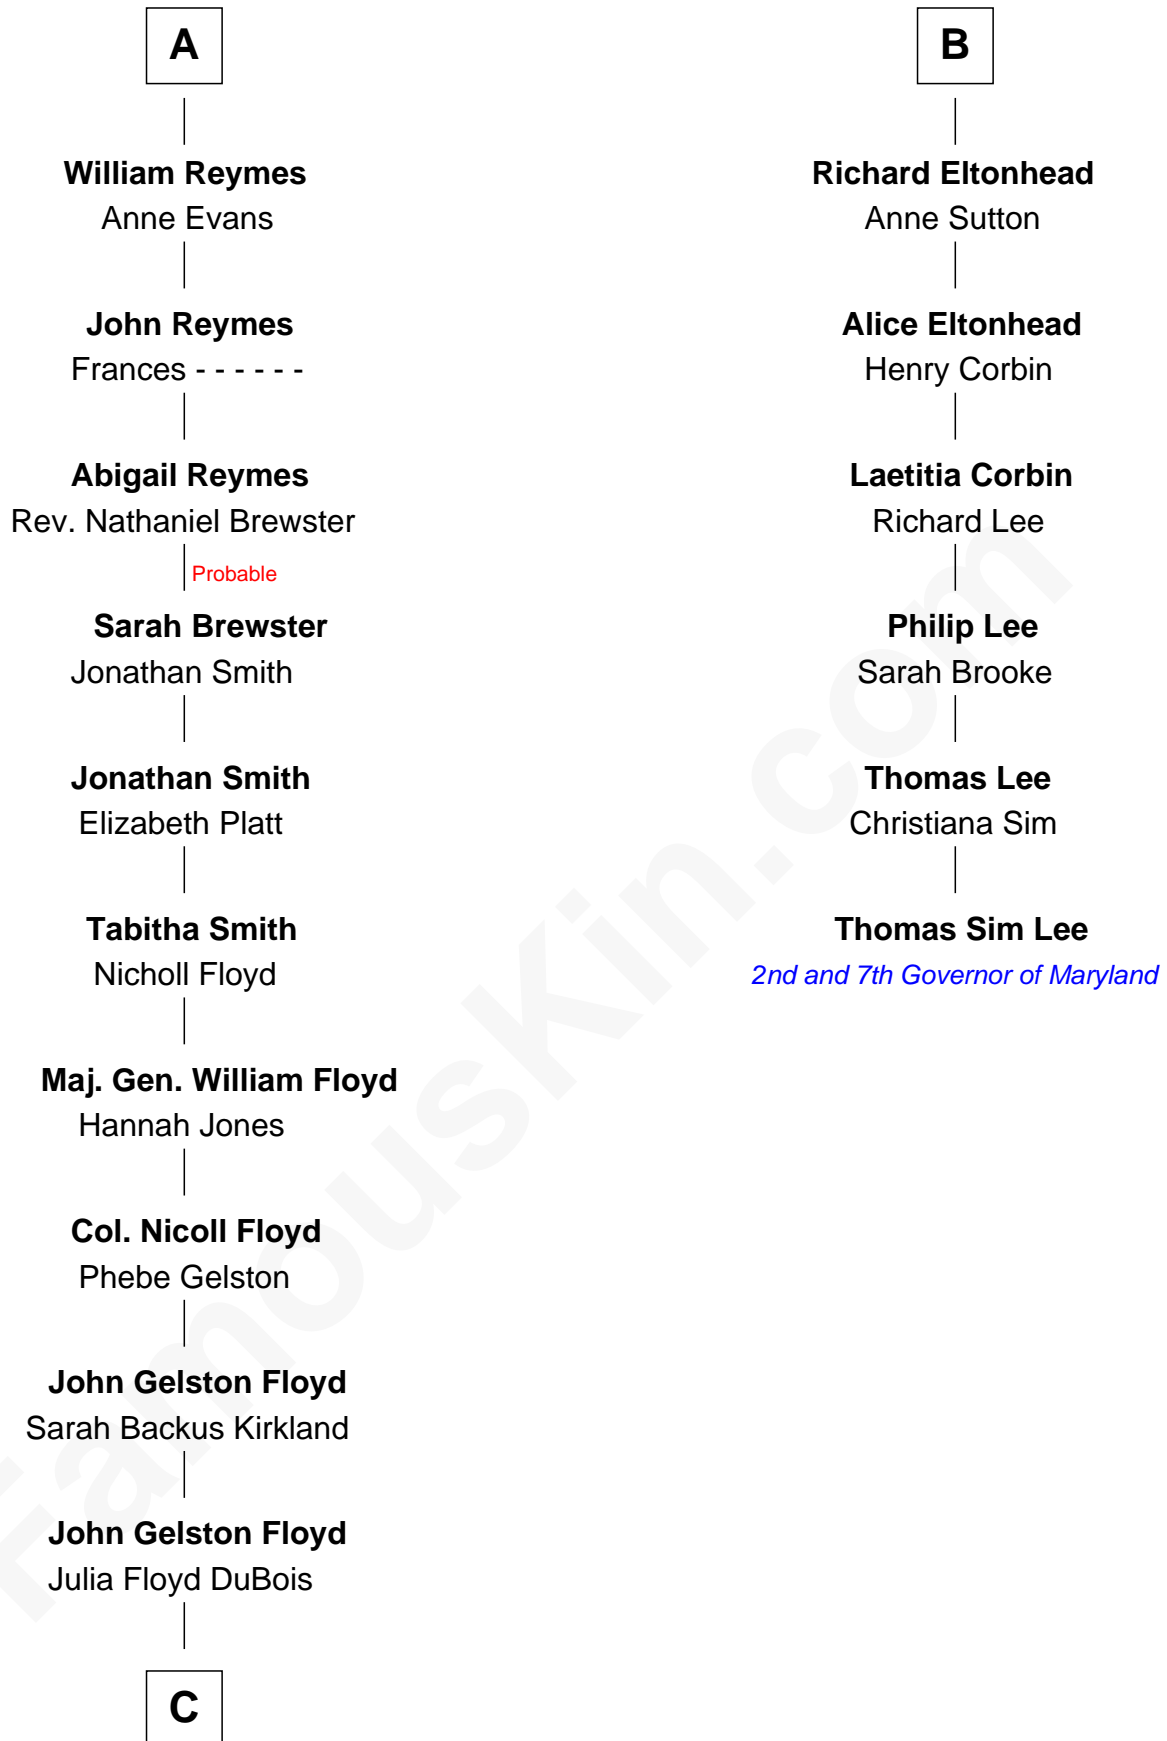 A
William Reymes
Anne Evans
John Reymes
Frances - - - - - -
Abigail Reymes
Rev. Nathaniel Brewster
Probable
Sarah Brewster
Jonathan Smith
Jonathan Smith
Elizabeth Platt
Tabitha Smith
Nicholl Floyd
Maj. Gen. William Floyd
Hannah Jones
Col. Nicoll Floyd
Phebe Gelston
John Gelston Floyd
Sarah Backus Kirkland
John Gelston Floyd
Julia Floyd DuBois
C
B
Richard Eltonhead
Anne Sutton
Alice Eltonhead
Henry Corbin
Laetitia Corbin
Richard Lee
Philip Lee
Sarah Brooke
Thomas Lee
Christiana Sim
Thomas Sim Lee
2nd and 7th Governor of Maryland
FamousKin.com